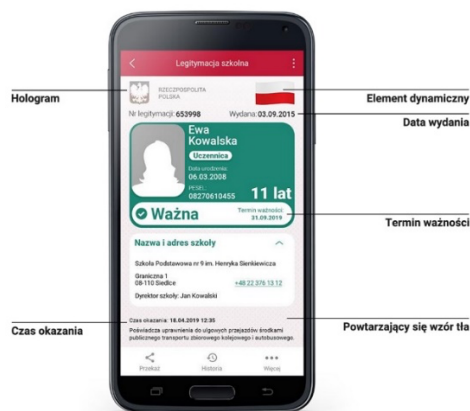 Legitymacja szkolna
Hologram
RZECZPOSPOLITA
POLSKA
Element dynamiczny
Nr legitymacji: 653998 Wydana: 03.09.2015
Data wydania
Ewa
Kowalska
Uczennica
Data urodzenia:
06.03.2008
PESEL:
08270610455
11 lat
Ważna
Termin ważności
31.09.2019
Termin ważności
Nazwa i adres szkoły
Szkoła Podstawowa nr 9 im. Henryka Sienkiewicza
Graniczna 1
08-110 Siedlce +48 22 376 13 12
Dyrektor szkoły: Jan Kowalski
Czas okazania
Czas okazania: 18.04.2019 12:35
Powtarzający się wzór tła
Poświadcza uprawnienia do ulgowych przejazdów środkami
publicznego transportu zbiorowego kolejowego i autobusowego.
Przekaż Historia Więcej